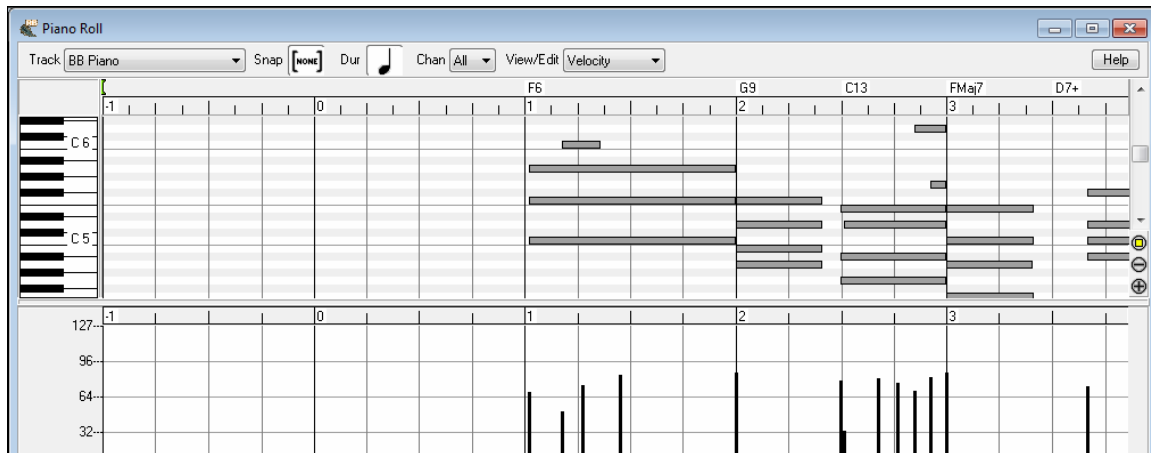 Piano Roll
Track BB Piano Snap [NONE] Dur Chan All View/Edit Velocity Help
F6 G9 C13 FMaj7 D7+
-1 0 1 2 3
C 6
C 5
-1 0 1 2 3
127
96
64
32